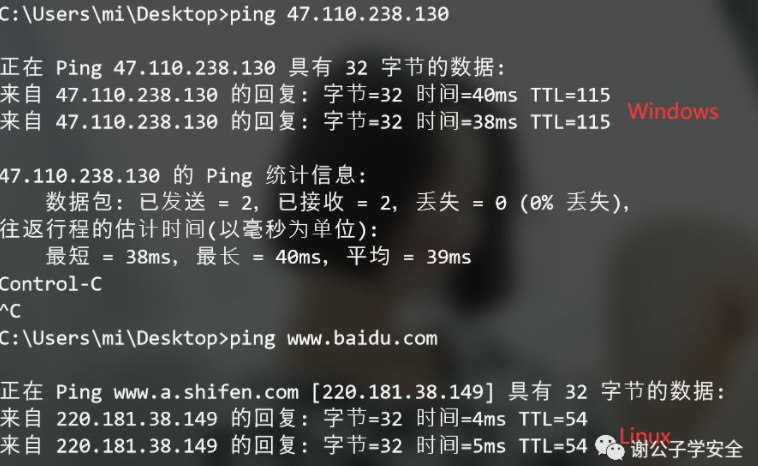 C:\Users\mi\Desktop>ping 47.110.238.130
正在 Ping 47.110.238.130 具有 32 字节的数据:
来自 47.110.238.130 的回复: 字节=32 时间=40ms TTL=115
来自 47.110.238.130 的回复: 字节=32 时间=38ms TTL=115
Windows
47.110.238.130 的 Ping 统计信息:
数据包: 已发送 = 2, 已接收 = 2, 丢失 = 0 (0% 丢失),
往返行程的估计时间(以毫秒为单位):
最短 = 38ms, 最长 = 40ms, 平均 = 39ms
Control-C
^C
C:\Users\mi\Desktop>ping www.baidu.com
正在 Ping www.a.shifen.com [220.181.38.149] 具有 32 字节的数据:
来自 220.181.38.149 的回复: 字节=32 时间=4ms TTL=54
来自 220.181.38.149 的回复: 字节=32 时间=5ms TTL=54
Linux
谢公子学安全